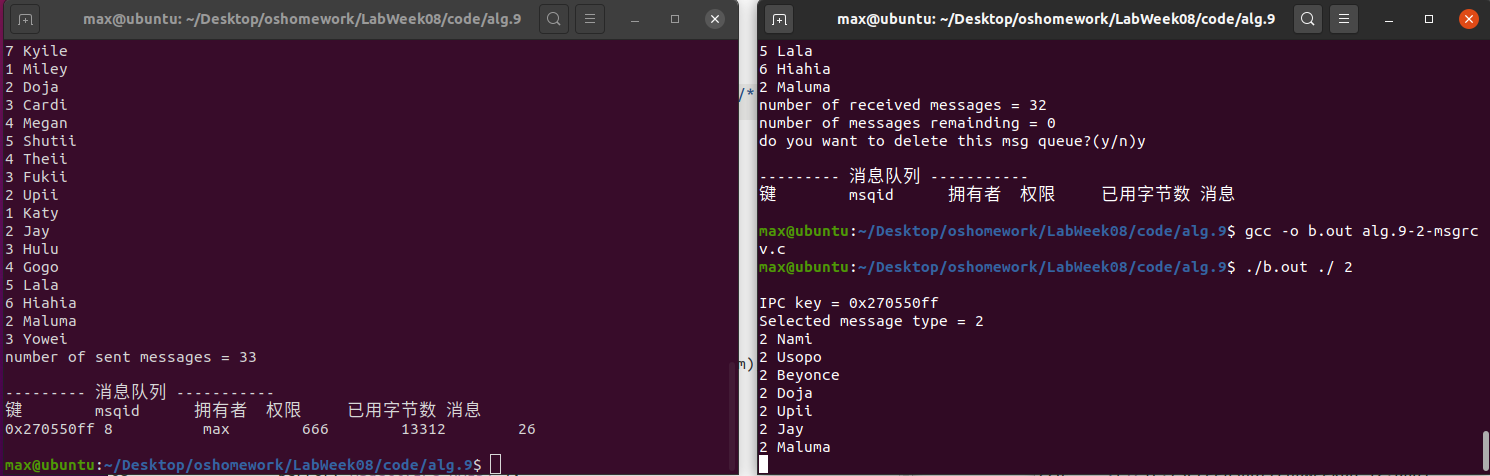 max@ubuntu: ~/Desktop/oshomework/LabWeek08/code/alg.9
7 Kyile
1 Miley
2 Doja
3 Cardi
4 Megan
5 Shutii
4 Theii
3 Fukii
2 Upii
1 Katy
2 Jay
3 Hulu
4 Gogo
5 Lala
6 Hiahia
2 Maluma
3 Yowei
number of sent messages = 33
--------- 消息队列 -----------
键 msqid 拥有者 权限 已用字节数 消息
0x270550ff 8 max 666 13312 26
max@ubuntu:~/Desktop/oshomework/LabWeek08/code/alg.9$
/*
m)
max@ubuntu: ~/Desktop/oshomework/LabWeek08/code/alg.9
5 Lala
6 Hiahia
2 Maluma
number of received messages = 32
number of messages remainding = 0
do you want to delete this msg queue?(y/n)y
--------- 消息队列 -----------
键 msqid 拥有者 权限 已用字节数 消息
max@ubuntu:~/Desktop/oshomework/LabWeek08/code/alg.9$ gcc -o b.out alg.9-2-msgrc
v.c
max@ubuntu:~/Desktop/oshomework/LabWeek08/code/alg.9$ ./b.out ./ 2
IPC key = 0x270550ff
Selected message type = 2
2 Nami
2 Usopo
2 Beyonce
2 Doja
2 Upii
2 Jay
2 Maluma